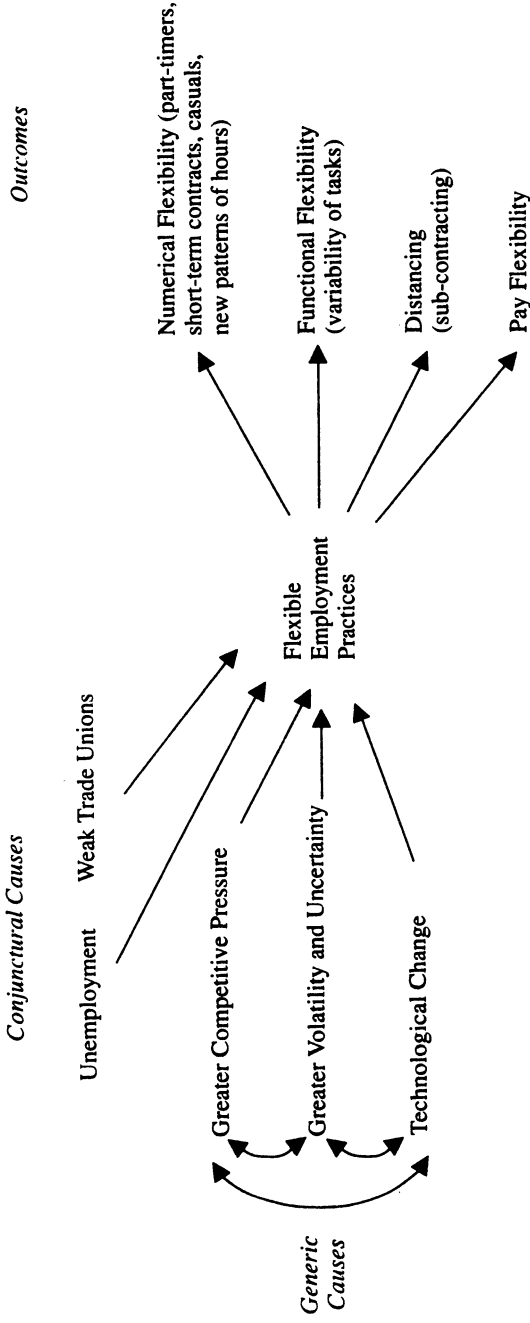 Conjunctural Causes
Outcomes
Unemployment
Weak Trade Unions
Numerical Flexibility (part-timers,
short-term contracts, casuals,
new patterns of hours)
Greater Competitive Pressure
Generic
Causes
Greater Volatility and Uncertainty
Flexible
Employment
Practices
Functional Flexibility
(variability of tasks)
Technological Change
Distancing
(sub-contracting)
Pay Flexibility